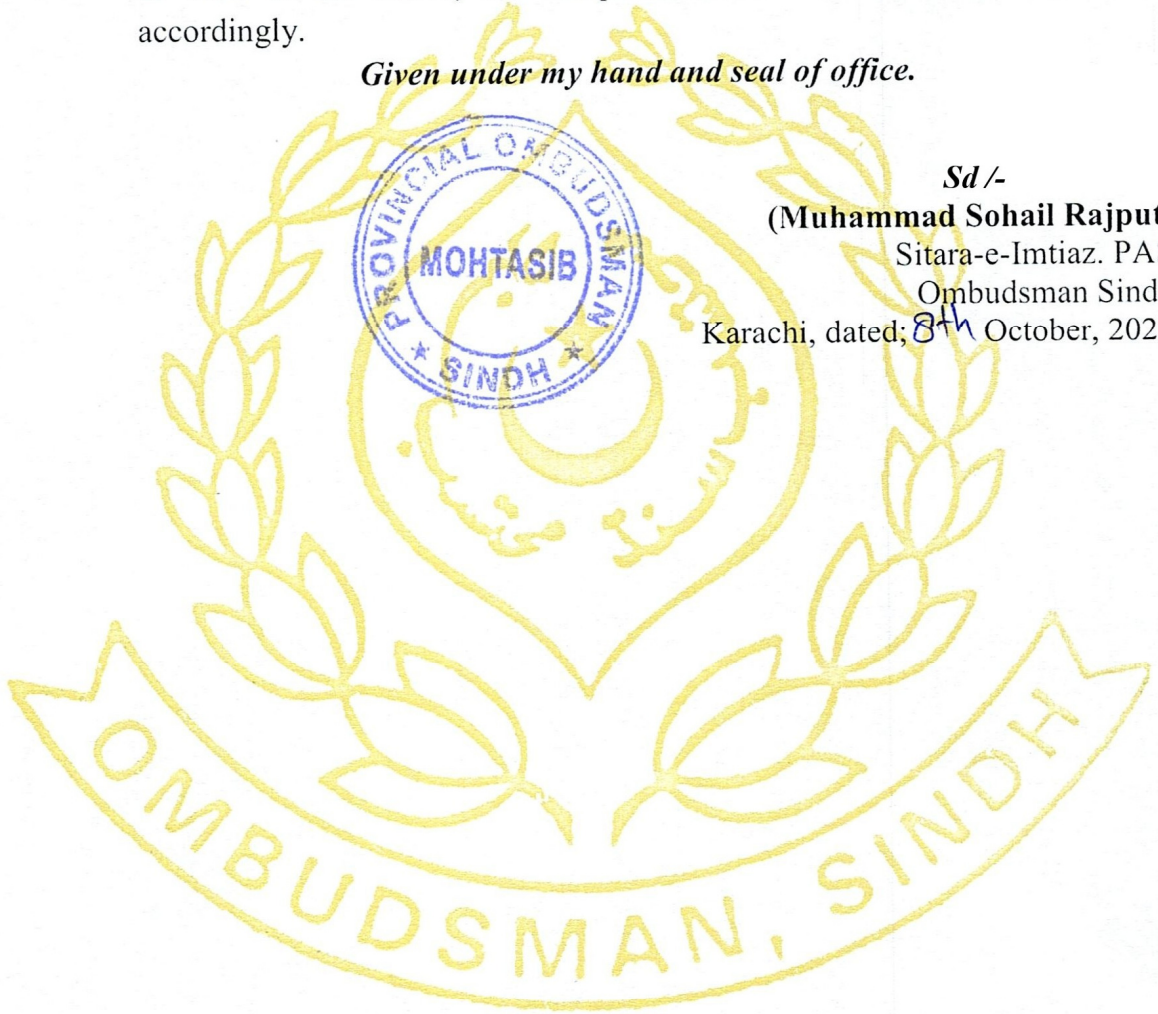 accordingly.
Given under my hand and seal of office.
PROVINCIAL OMBUDSMAN
MOHTASIB
★ SINDH ★
Sd /-
(Muhammad Sohail Rajput
Sitara-e-Imtiaz. PA
Ombudsman Sind
Karachi, dated; 8th October, 202
OMBUDSMAN, SINDH